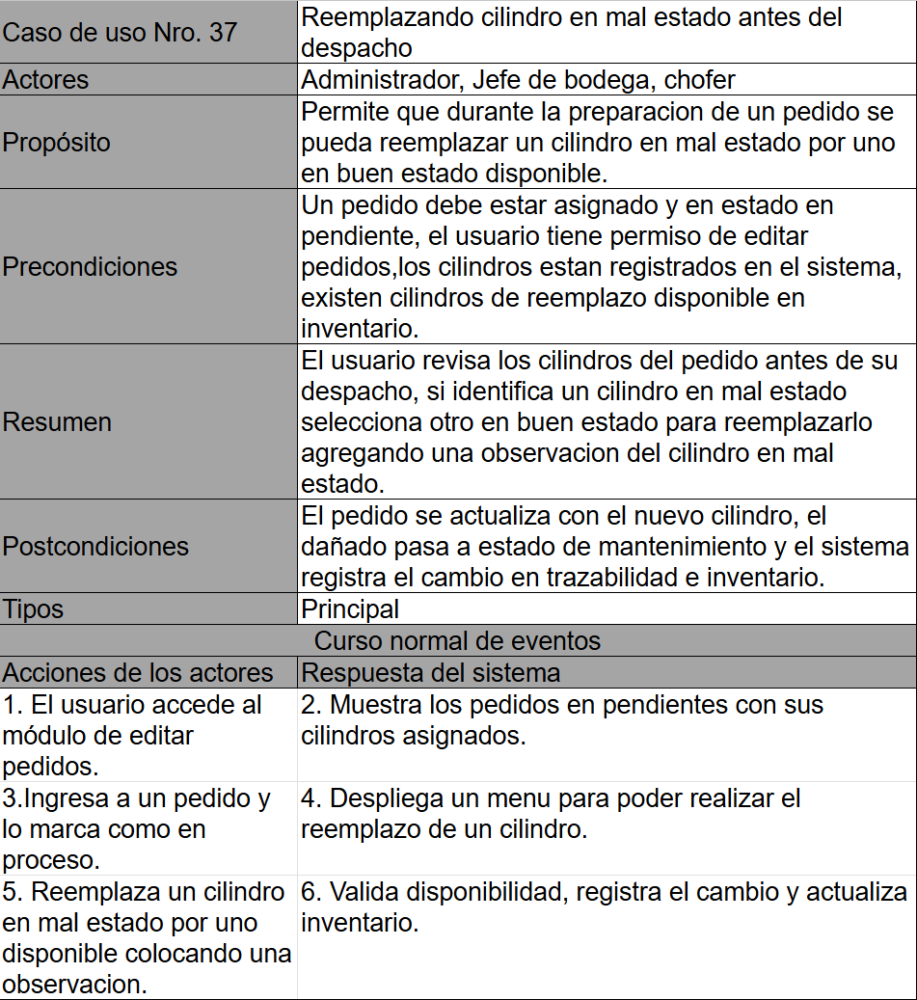 Caso de uso Nro. 37
Reemplazando cilindro en mal estado antes del
despacho
Actores
Administrador, Jefe de bodega, chofer
Propósito
Permite que durante la preparacion de un pedido se
pueda reemplazar un cilindro en mal estado por uno
en buen estado disponible.
Precondiciones
Un pedido debe estar asignado y en estado en
pendiente, el usuario tiene permiso de editar
pedidos,los cilindros estan registrados en el sistema,
existen cilindros de reemplazo disponible en
inventario.
Resumen
El usuario revisa los cilindros del pedido antes de su
despacho, si identifica un cilindro en mal estado
selecciona otro en buen estado para reemplazarlo
agregando una observacion del cilindro en mal
estado.
Postcondiciones
El pedido se actualiza con el nuevo cilindro, el
dañado pasa a estado de mantenimiento y el sistema
registra el cambio en trazabilidad e inventario.
Tipos
Principal
Curso normal de eventos
Acciones de los actores
Respuesta del sistema
1. El usuario accede al
módulo de editar
pedidos.
2. Muestra los pedidos en pendientes con sus
cilindros asignados.
3.Ingresa a un pedido y
lo marca como en
proceso.
4. Despliega un menu para poder realizar el
reemplazo de un cilindro.
5. Reemplaza un cilindro
en mal estado por uno
disponible colocando una
observacion.
6. Valida disponibilidad, registra el cambio y actualiza
inventario.